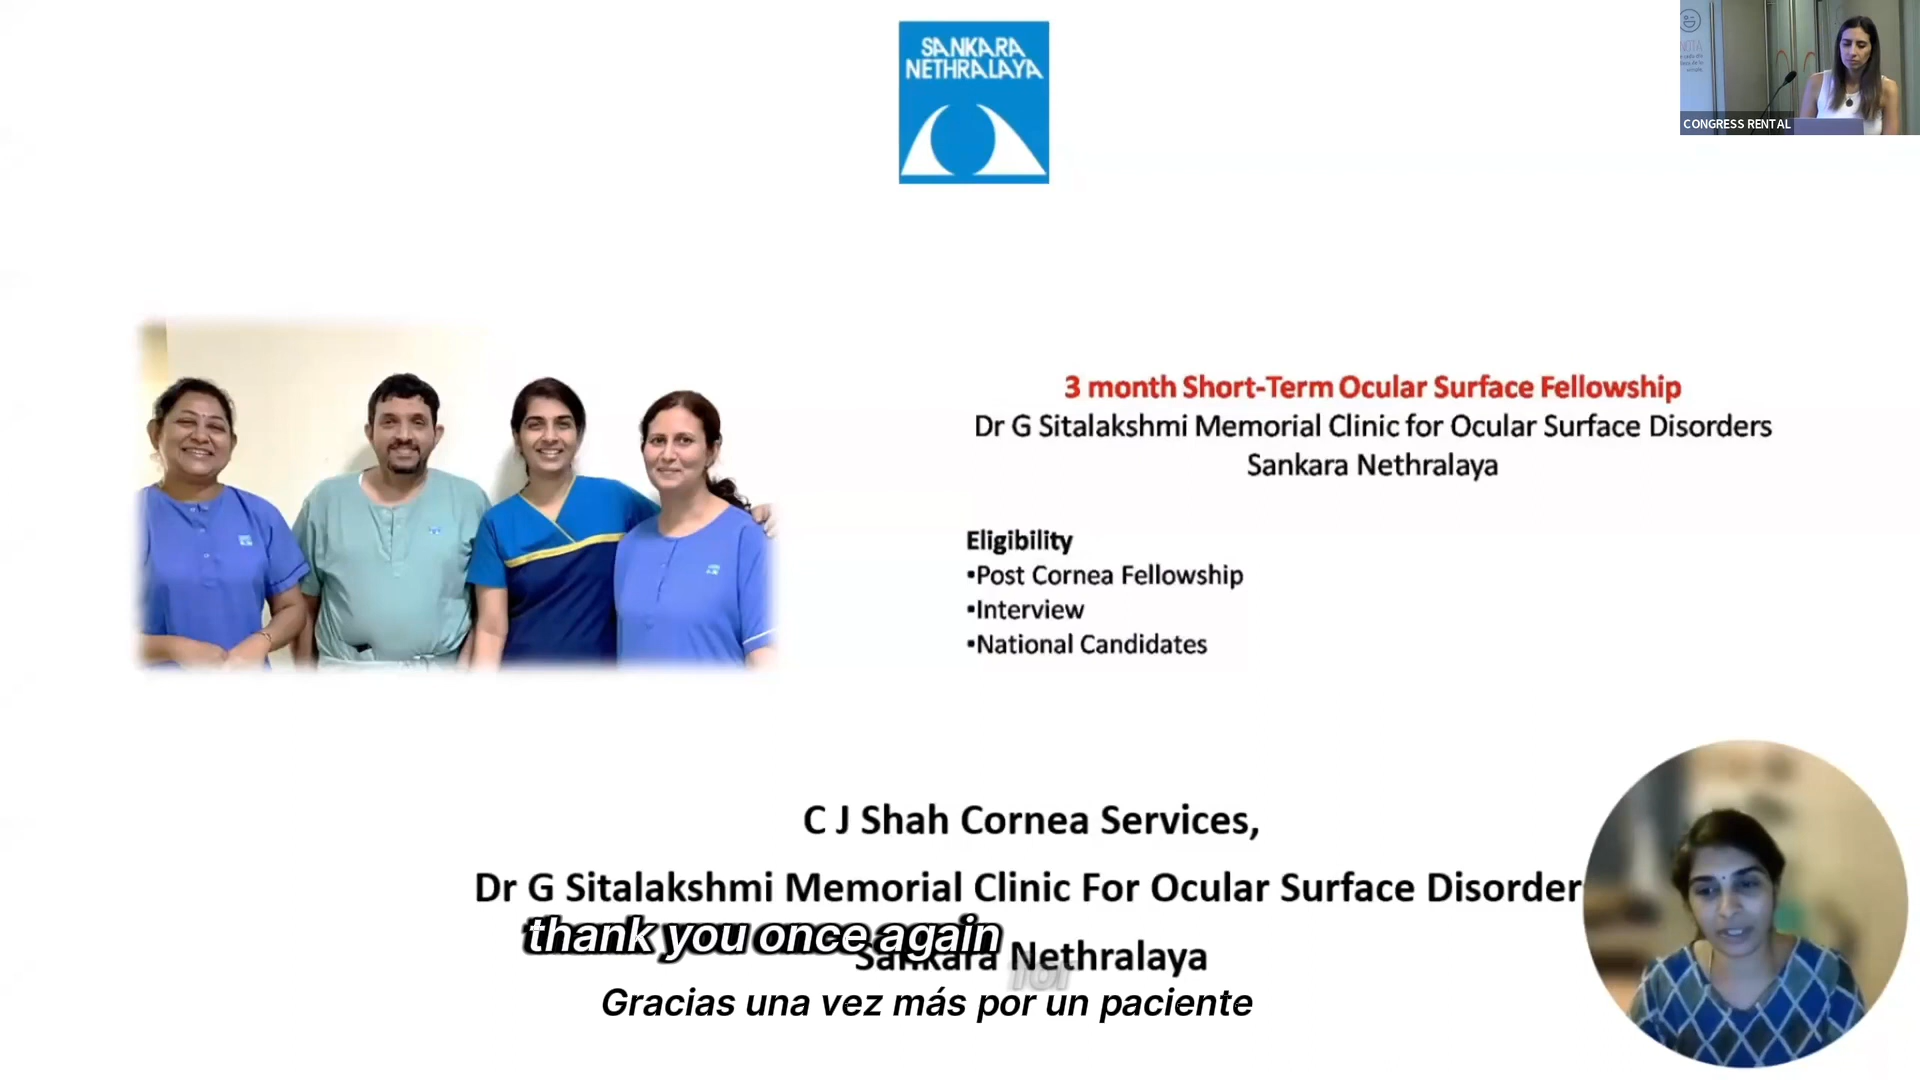 SANKARA
NETHRALAYA
CONGRESS RENTAL
3 month Short-Term Ocular Surface Fellowship
Dr G Sitalakshmi Memorial Clinic for Ocular Surface Disorders
Sankara Nethralaya
Eligibility
•Post Cornea Fellowship
•Interview
•National Candidates
C J Shah Cornea Services,
Dr G Sitalakshmi Memorial Clinic For Ocular Surface Disorder
thank you once again for
Sankara Nethralaya
Gracias una vez más por un paciente